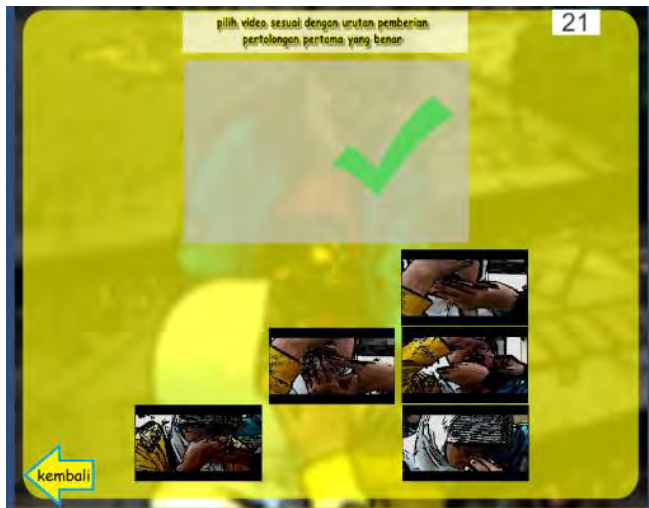 pilih video sesuai dengan urutan pemberian
pertolongan pertama yang benar
21
kembali